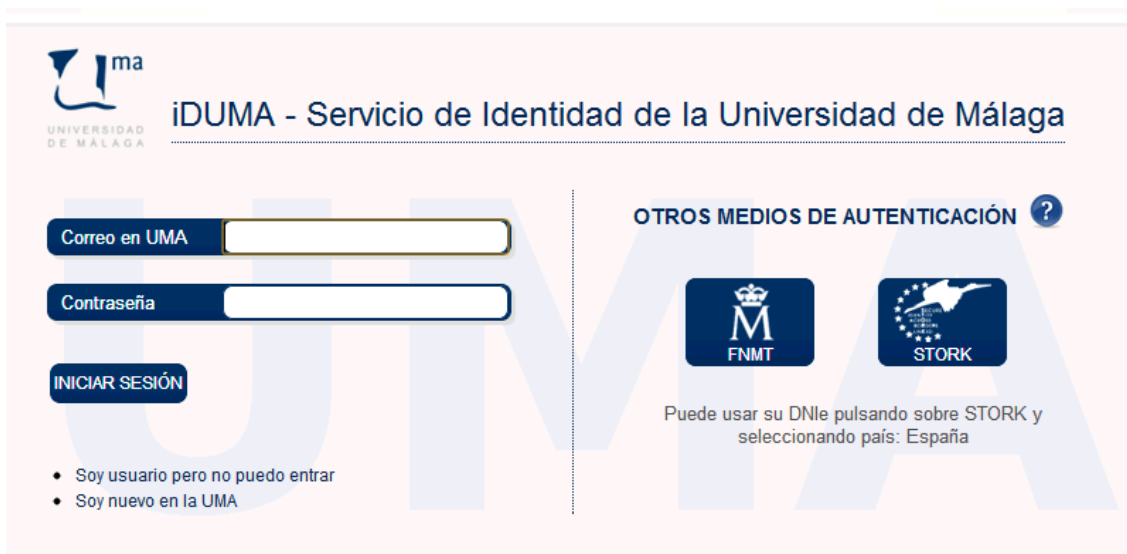 uma
UNIVERSIDAD
DE MÁLAGA
iDUMA - Servicio de Identidad de la Universidad de Málaga
Correo en UMA
Contraseña
INICIAR SESIÓN
Soy usuario pero no puedo entrar
Soy nuevo en la UMA
OTROS MEDIOS DE AUTENTICACIÓN ?
FNMT
STORK
Puede usar su DNIe pulsando sobre STORK y
seleccionando país: España
UMA